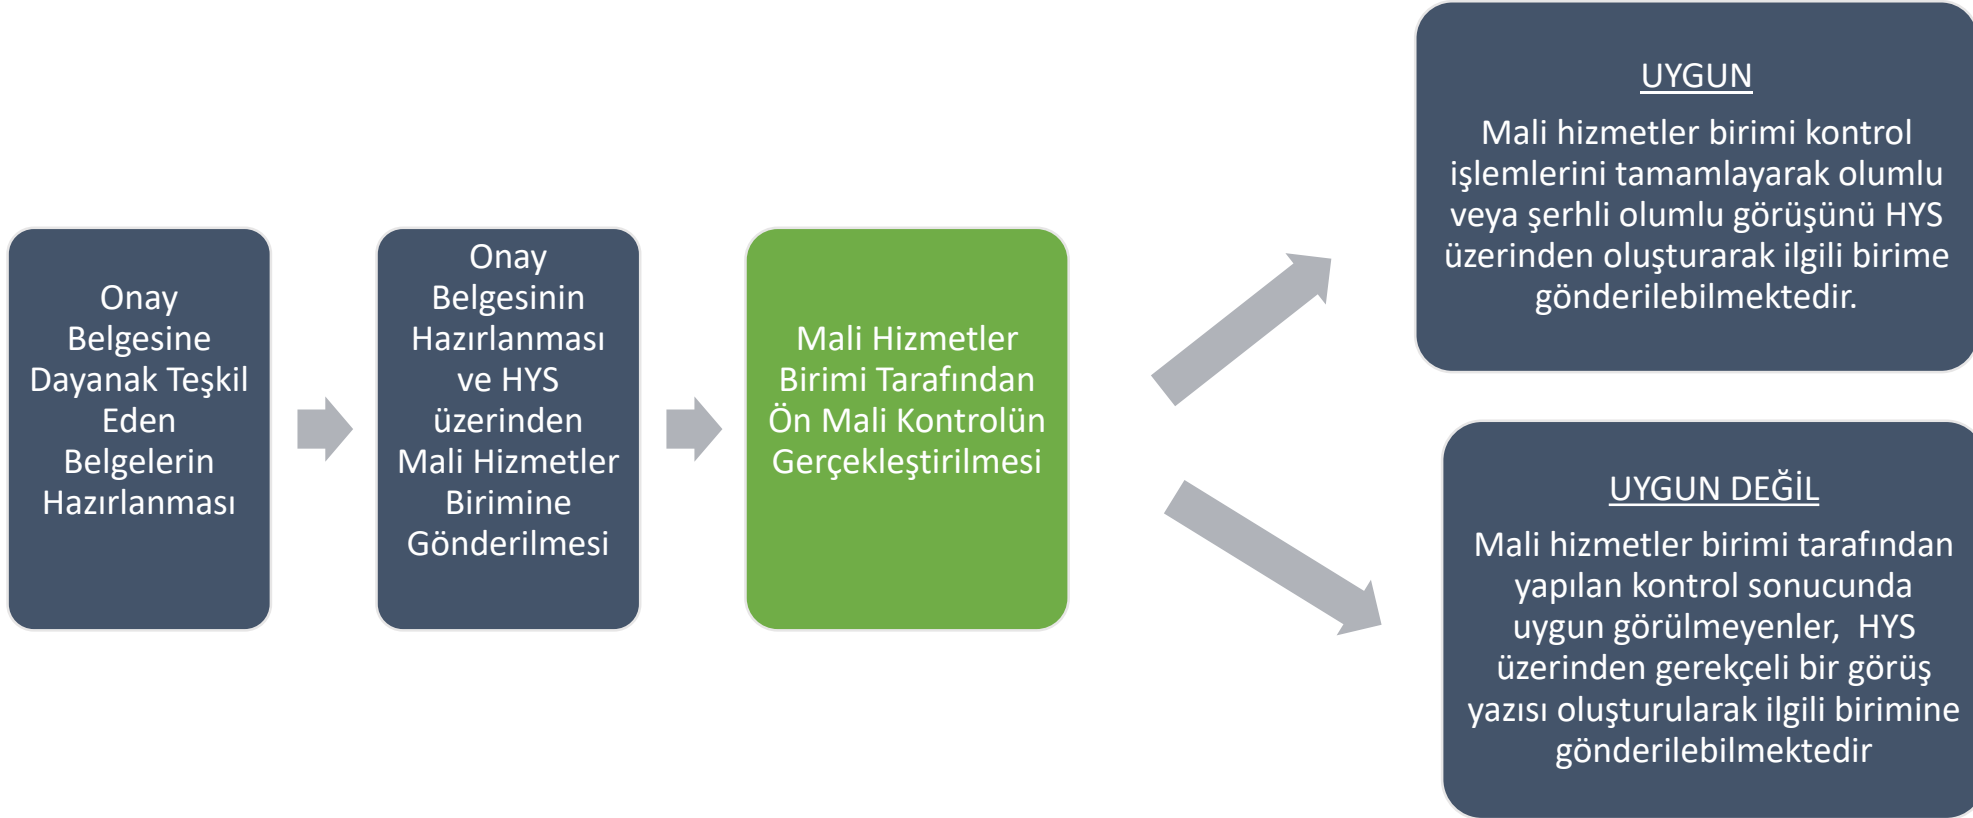 Onay
Belgesine
Dayanak Teşkil
Eden
Belgelerin
Hazırlanması
Onay
Belgesinin
Hazırlanması
ve HYS
üzerinden
Mali Hizmetler
Birimine
Gönderilmesi
Mali Hizmetler
Birimi Tarafından
Ön Mali Kontrolün
Gerçekleştirilmesi
UYGUN
Mali hizmetler birimi kontrol
işlemlerini tamamlayarak olumlu
veya şerhli olumlu görüşünü HYS
üzerinden oluşturarak ilgili birime
gönderilebilmektedir.
UYGUN DEĞİL
Mali hizmetler birimi tarafından
yapılan kontrol sonucunda
uygun görülmeyenler, HYS
üzerinden gerekçeli bir görüş
yazısı oluşturularak ilgili birimine
gönderilebilmektedir